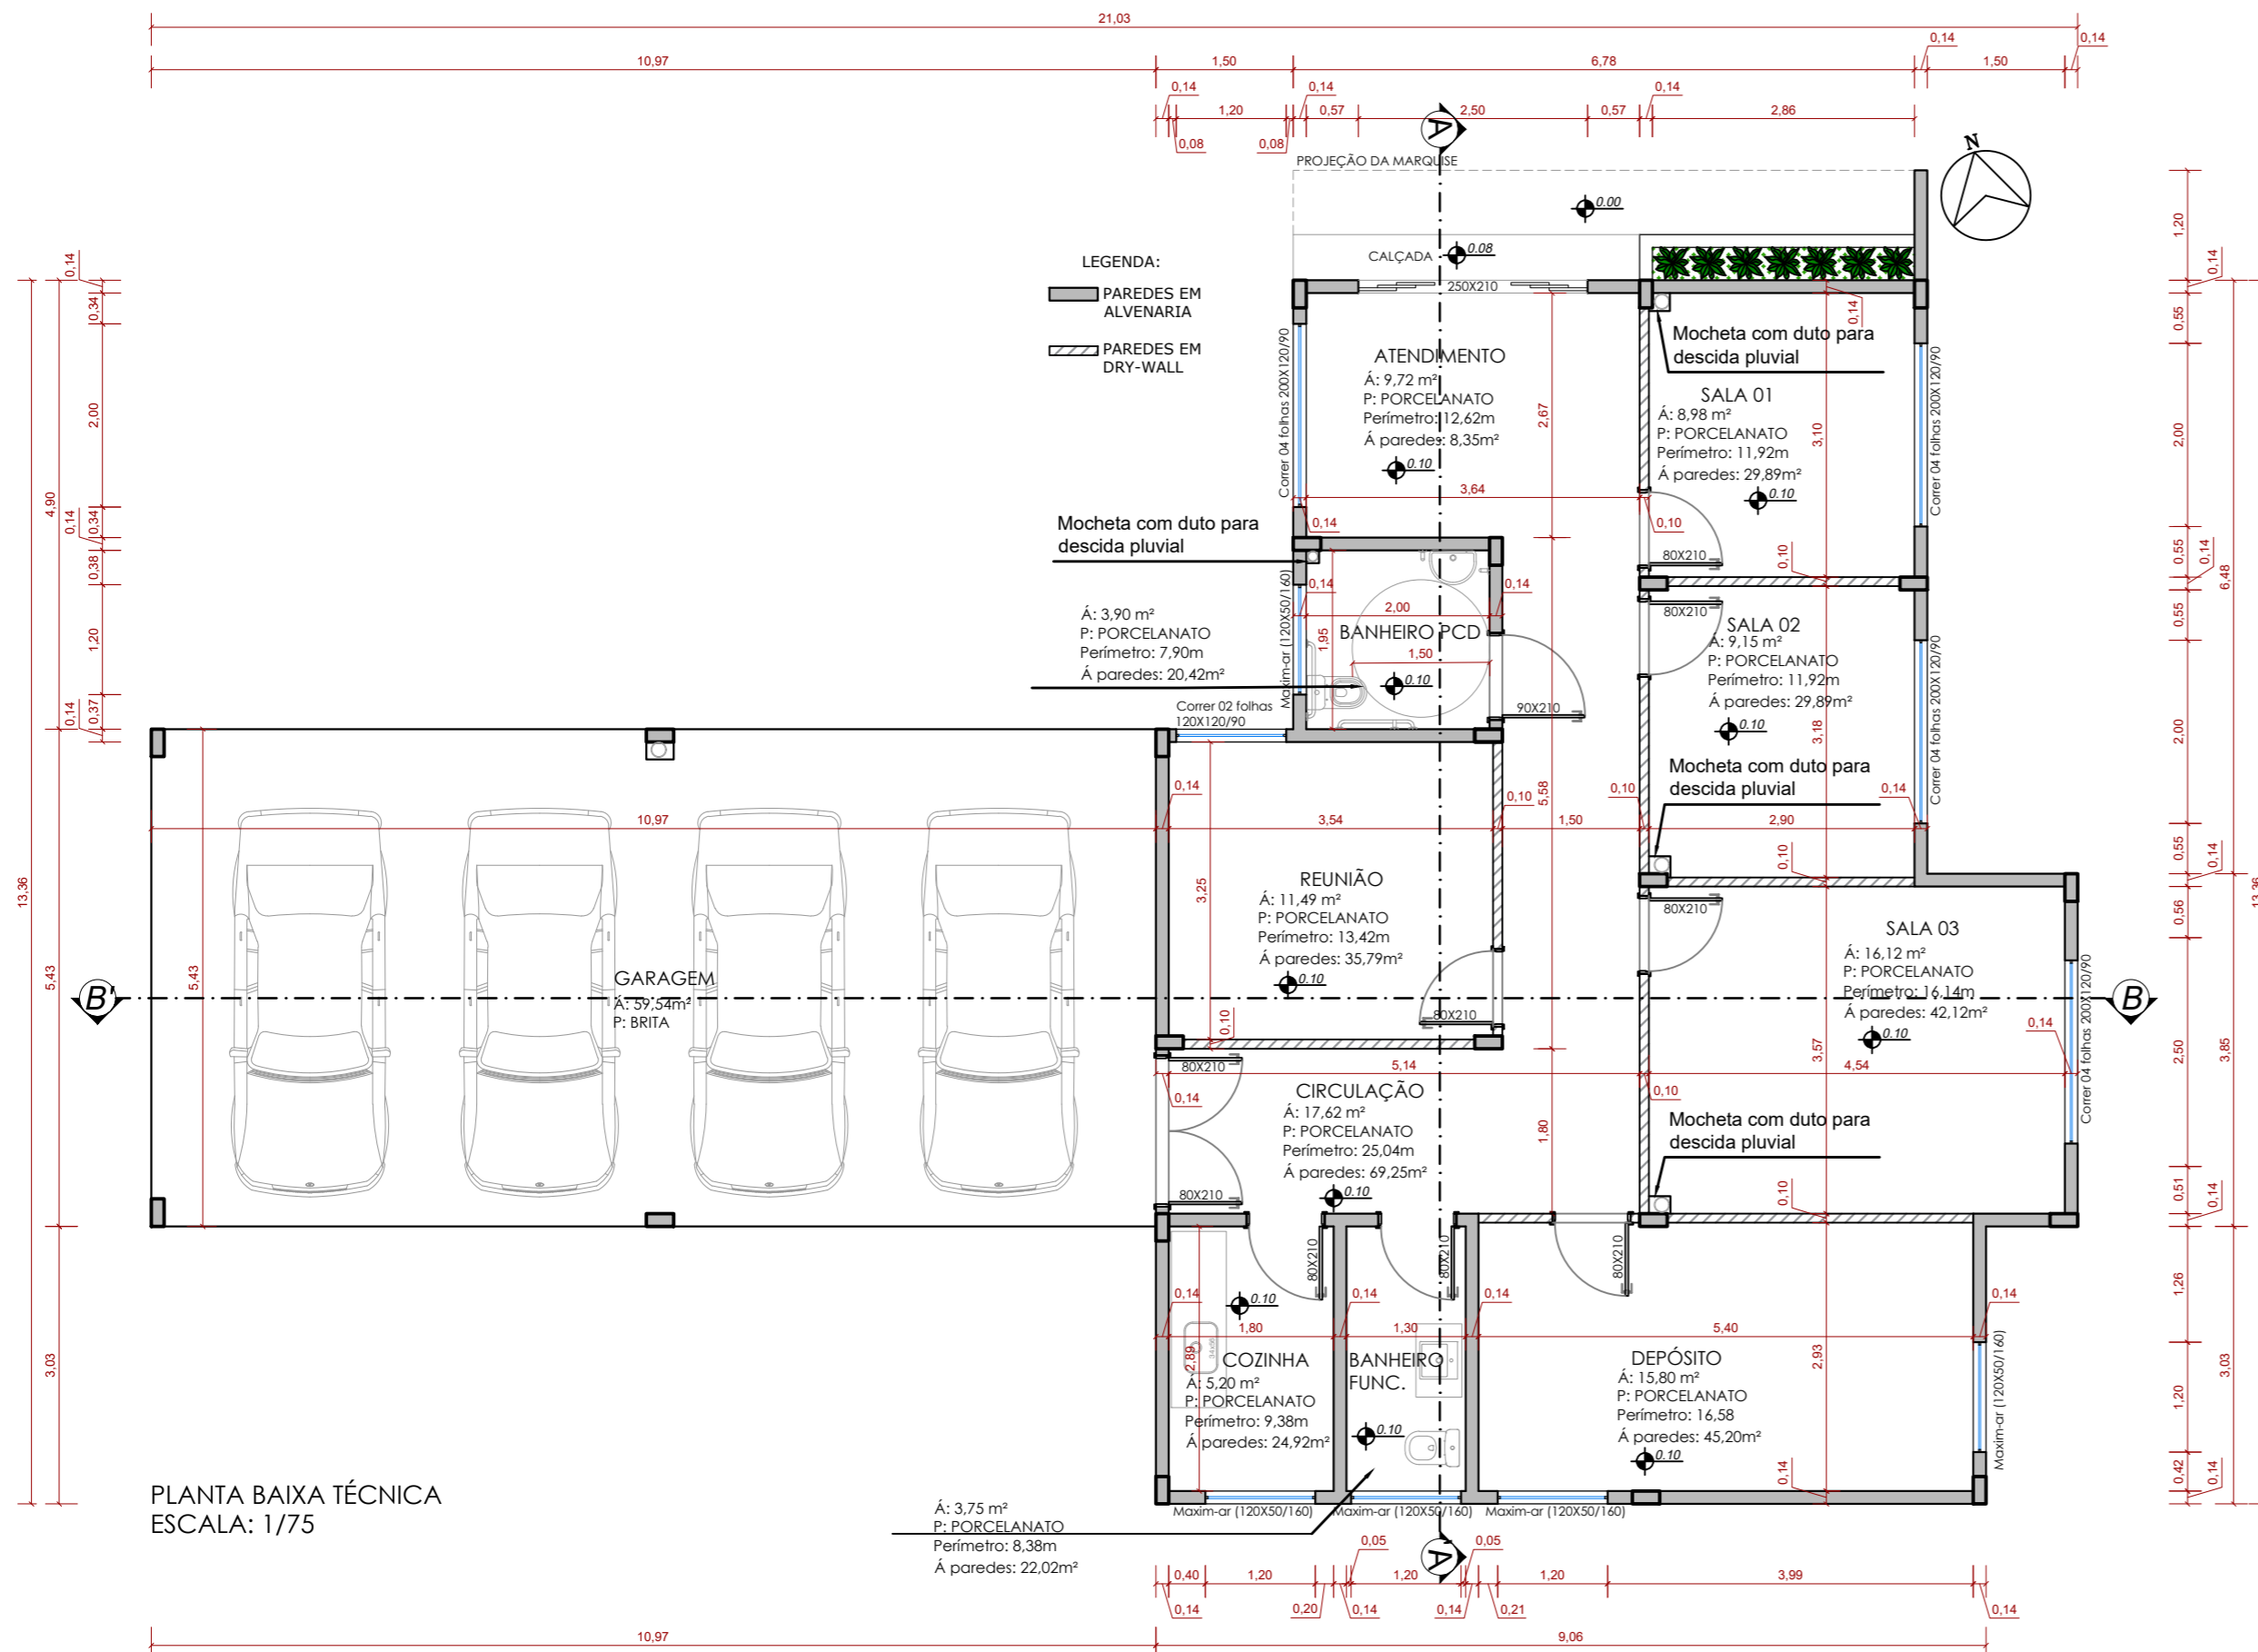 21,03
0,14
0,14
10,97
1,50
6,78
1,50
0,14
0,14
0,14
1,20
0,57
2,50
0,57
2,86
0,08
0,08
A
N
PROJEÇÃO DA MARQUISE
0.00
1,20
LEGENDA:
CALÇADA
0.08
0,14
0,14
PAREDES EM
ALVENARIA
250X210
0,34
0,14
0,55
PAREDES EM
DRY-WALL
Mocheta com duto para
descida pluvial
Correr 04 folhas 200X120/90
ATENDIMENTO
Á: 9,72 m²
P: PORCELANATO
Perímetro: 12,62m
Á paredes: 8,35m²
0.10
2,67
3,64
0,14
0,10
SALA 01
Á: 8,98 m²
P: PORCELANATO
Perímetro: 11,92m
Á paredes: 29,89m²
0.10
3,10
Correr 04 folhas 200X120/90
2,00
2,00
4,90
6,48
0,14
0,34
0,38
Mocheta com duto para
descida pluvial
80X210
0,10
0,55
0,14
0,55
80X210
0,14
0,14
2,00
Á: 3,90 m²
P: PORCELANATO
Perímetro: 7,90m
Á paredes: 20,42m²
Maxim-ar (120X50/160)
BANHEIRO PCD
1,95
1,50
0.10
90X210
SALA 02
Á: 9,15 m²
P: PORCELANATO
Perímetro: 11,92m
Á paredes: 29,89m²
0.10
3,18
Correr 04 folhas 200X120/90
2,00
1,20
0,14
0,37
Correr 02 folhas
120X120/90
Mocheta com duto para
descida pluvial
0,14
0,10
5,58
0,10
0,14
10,97
3,54
1,50
2,90
0,10
0,55
0,14
13,36
5,43
5,43
3,25
REUNIÃO
Á: 11,49 m²
P: PORCELANATO
Perímetro: 13,42m
Á paredes: 35,79m²
0.10
80X210
80X210
SALA 03
Á: 16,12 m²
P: PORCELANATO
Perímetro: 16,14m
Á paredes: 42,12m²
0.10
0,56
13,36
B'
GARAGEM
Á: 59,54m²
P: BRITA
B
0,10
0,14
Correr 04 folhas 200X120/90
2,50
3,85
3,57
80X210
5,14
4,54
0,14
0,10
CIRCULAÇÃO
Á: 17,62 m²
P: PORCELANATO
Perímetro: 25,04m
Á paredes: 69,25m²
0.10
80X210
1,80
Mocheta com duto para
descida pluvial
0,10
0,51
0,14
80X210
80X210
80X210
3,03
0,14
0.10
0,14
0,14
0,14
1,26
1,80
1,30
5,40
34x56
2,89
COZINHA
Á: 5,20 m²
P: PORCELANATO
Perímetro: 9,38m
Á paredes: 24,92m²
BANHEIRO
FUNC.
0.10
DEPÓSITO
Á: 15,80 m²
P: PORCELANATO
Perímetro: 16,58
Á paredes: 45,20m²
0.10
2,93
Maxim-ar (120X50/160)
1,20
3,03
0,14
0,42
0,14
PLANTA BAIXA TÉCNICA
ESCALA: 1/75
Maxim-ar (120X50/160)
Maxim-ar (120X50/160)
Maxim-ar (120X50/160)
Á: 3,75 m²
P: PORCELANATO
Perímetro: 8,38m
Á paredes: 22,02m²
A'
0,05
0,05
0,40
1,20
1,20
1,20
3,99
0,14
0,20
0,14
0,14
0,21
0,14
10,97
9,06